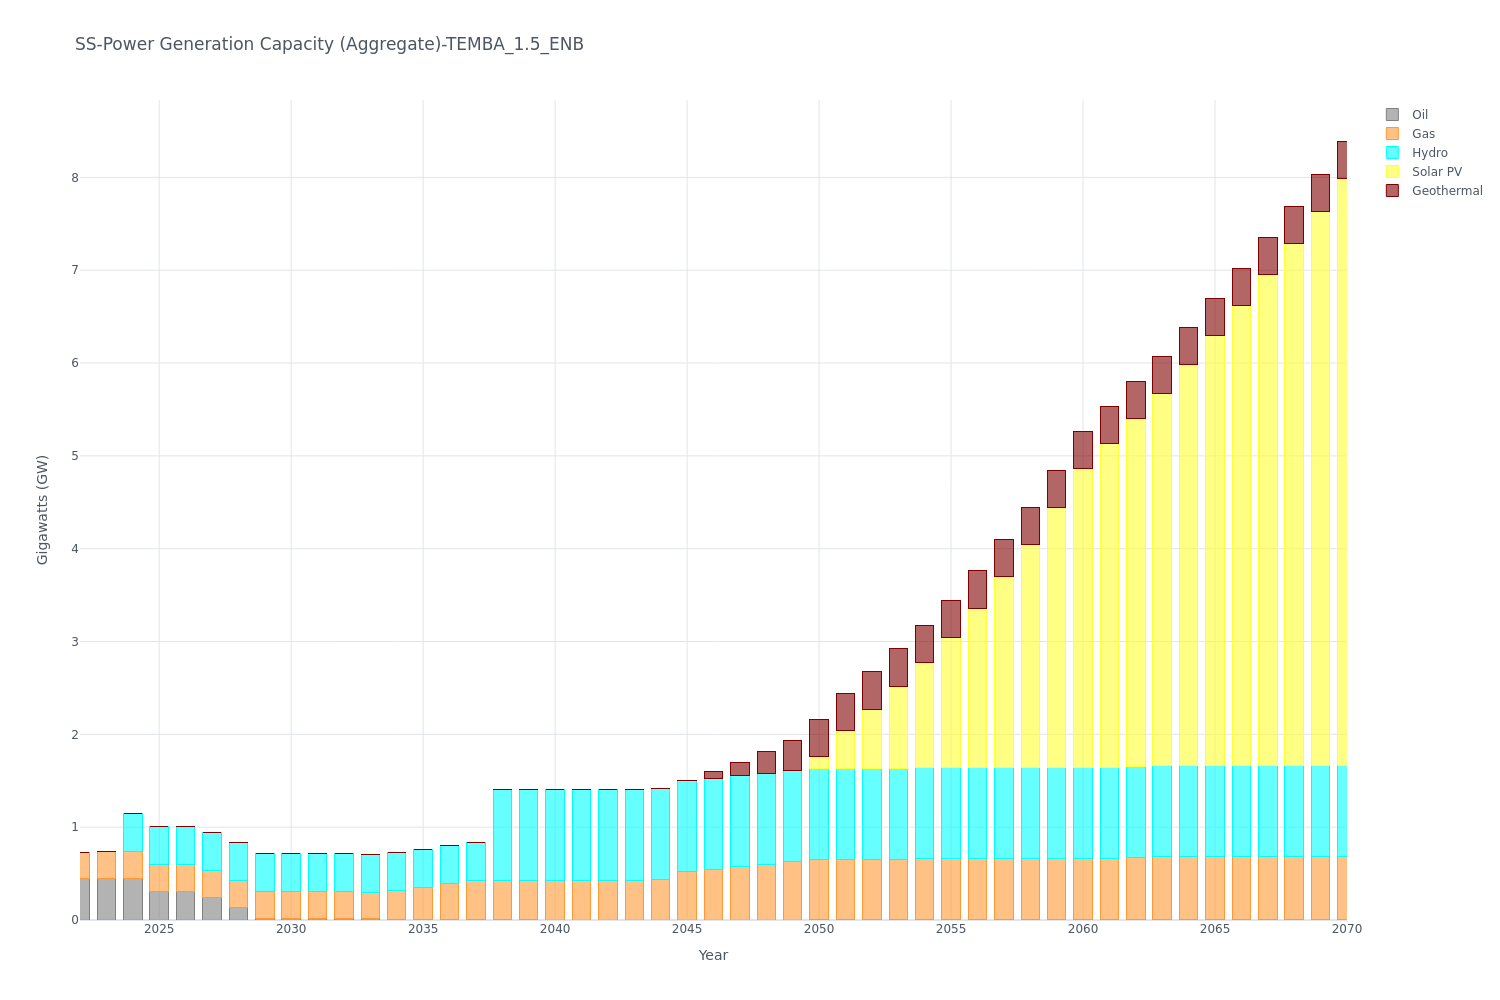 SS-Power Generation Capacity (Aggregate)-TEMBA_1.5_ENB
Oil
Gas
Hydro
Solar PV
Geothermal
Gigawatts (GW)
8
7
6
5
4
3
2
1
0
2025 2030 2035 2040 2045 2050 2055 2060 2065 2070
Year